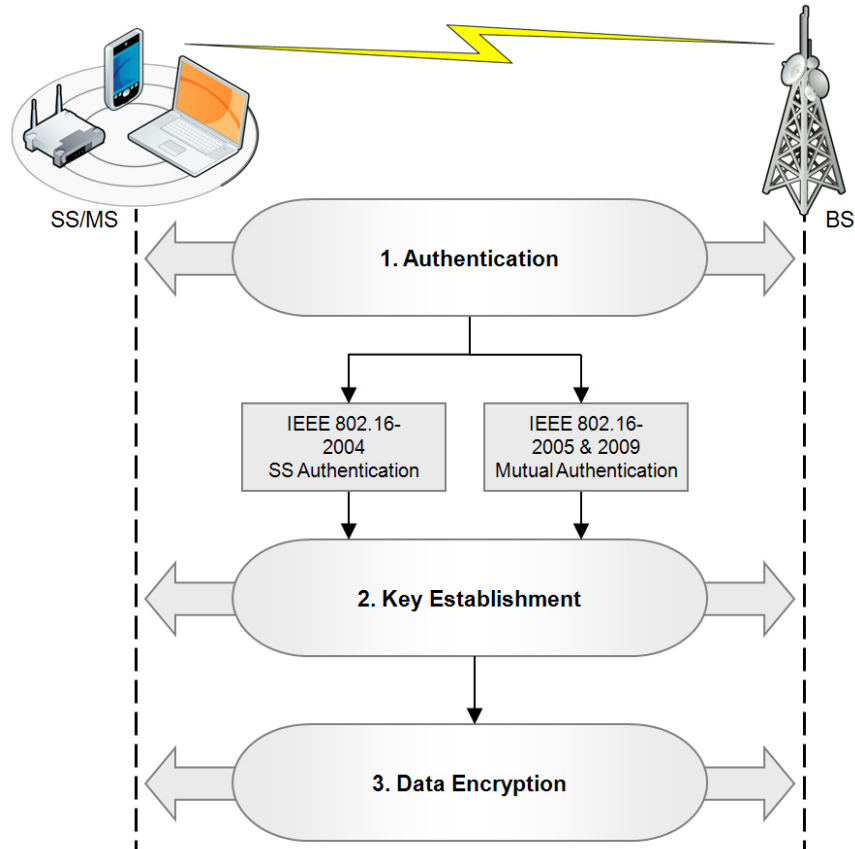 SS/MS
BS
1. Authentication
IEEE 802.16-
2004
SS Authentication
IEEE 802.16-
2005 & 2009
Mutual Authentication
2. Key Establishment
3. Data Encryption